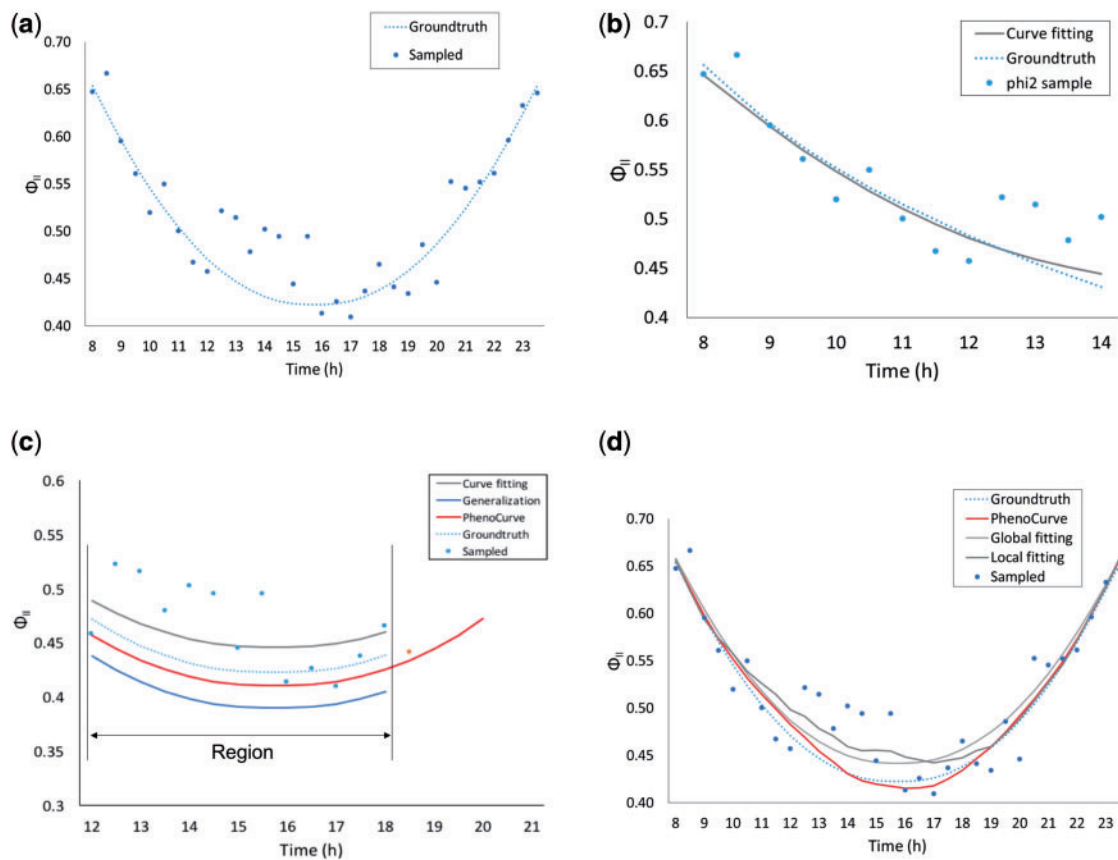 (a)
Groundtruth
Sampled
0.70
0.65
0.60
0.55
0.50
0.45
0.40
ΦII
8 9 10 11 12 13 14 15 16 17 18 19 20 21 22 23
Time (h)
(b)
Curve fitting
Groundtruth
phi2 sample
0.7
0.65
0.6
0.55
0.5
0.45
0.4
ΦII
8 9 10 11 12 13 14
Time (h)
(c)
Curve fitting
Generalization
PhenoCurve
Groundtruth
Sampled
0.6
0.55
0.5
0.45
0.4
0.35
0.3
ΦII
Region
12 13 14 15 16 17 18 19 20 21
Time (h)
(d)
Groundtruth
PhenoCurve
Global fitting
Local fitting
Sampled
0.70
0.65
0.60
0.55
0.50
0.45
0.40
ΦII
8 9 10 11 12 13 14 15 16 17 18 19 20 21 22 23
Time (h)